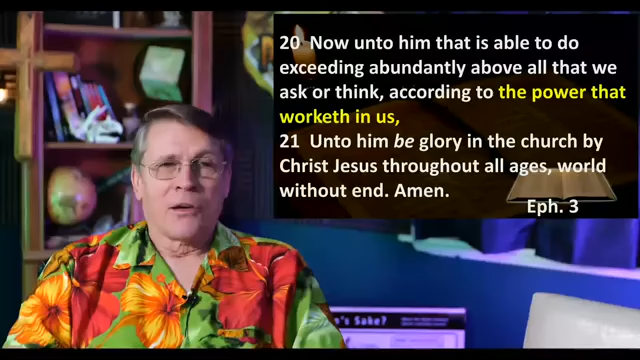 20 Now unto him that is able to do
exceeding abundantly above all that we
ask or think, according to the power that
worketh in us,
21 Unto him be glory in the church by
Christ Jesus throughout all ages, world
without end. Amen.
Eph. 3
's Sake?